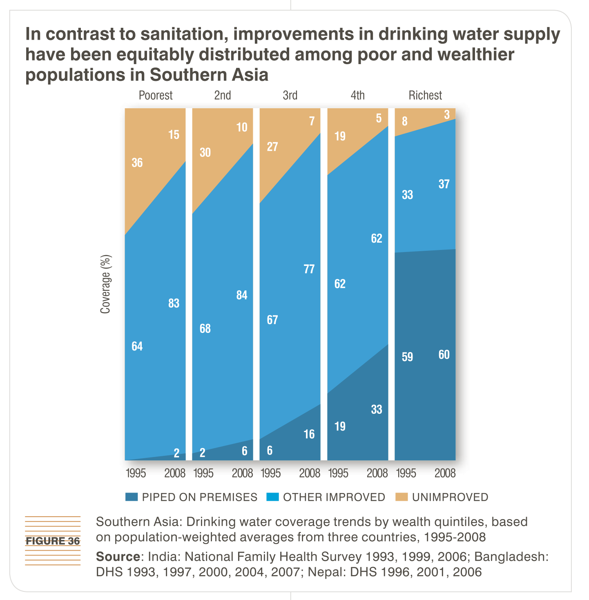 In contrast to sanitation, improvements in drinking water supply
have been equitably distributed among poor and wealthier
populations in Southern Asia
Poorest 2nd 3rd 4th Richest
Coverage (%)
36 15 30 10 27 7 19 5 8 3
64 83 68 84 67 77 62 62 33 37
2 2 6 6 16 19 33 59 60
1995 2008 1995 2008 1995 2008 1995 2008 1995 2008
PIPED ON PREMISES OTHER IMPROVED UNIMPROVED
FIGURE 36
Southern Asia: Drinking water coverage trends by wealth quintiles, based
on population-weighted averages from three countries, 1995-2008
Source: India: National Family Health Survey 1993, 1999, 2006; Bangladesh:
DHS 1993, 1997, 2000, 2004, 2007; Nepal: DHS 1996, 2001, 2006